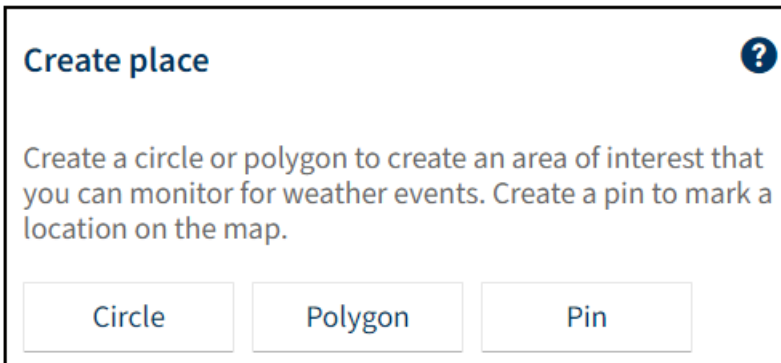 Create place
?
Create a circle or polygon to create an area of interest that
you can monitor for weather events. Create a pin to mark a
location on the map.
Circle Polygon Pin